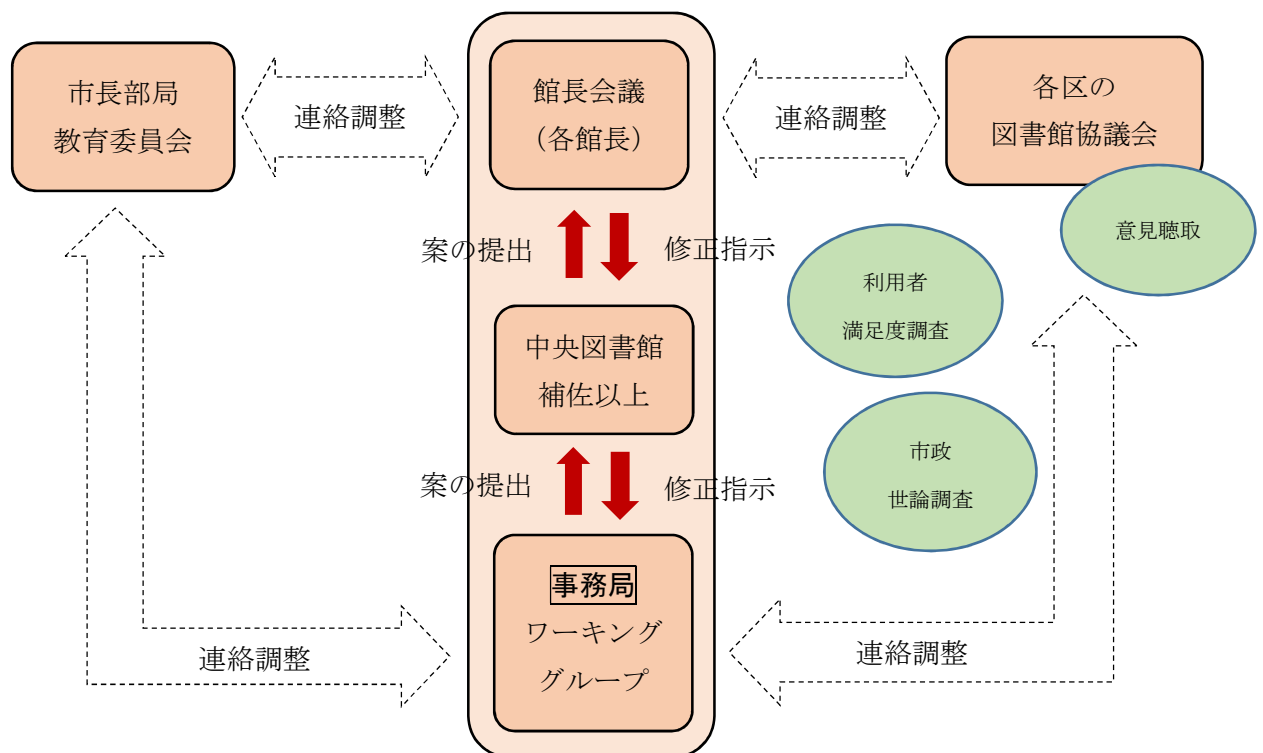 市長部局
教育委員会
連絡調整
館長会議
（各館長）
連絡調整
各区の
図書館協議会
意見聴取
案の提出
修正指示
利用者
満足度調査
中央図書館
補佐以上
市政
世論調査
案の提出
修正指示
事務局
ワーキング
グループ
連絡調整
連絡調整